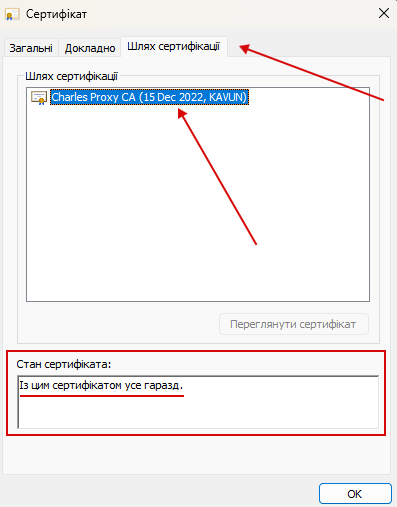 Сертифікат
Загальні Докладно Шлях сертифікації
Шлях сертифікації
Charles Proxy CA (15 Dec 2022, KAVUN)
Переглянути сертифікат
Стан сертифіката:
Із цим сертифікатом усе гаразд.
OK